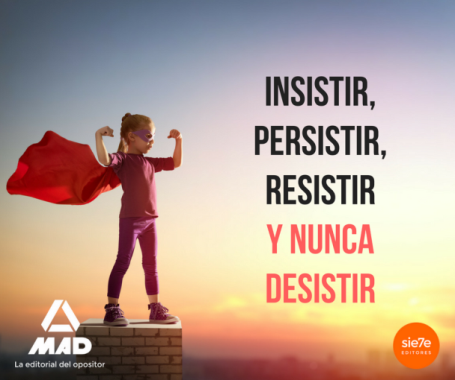 INSISTIR,
PERSISTIR,
RESISTIR
Y NUNCA
DESISTIR
MAD
La editorial del opositor
sie7e
EDITORES